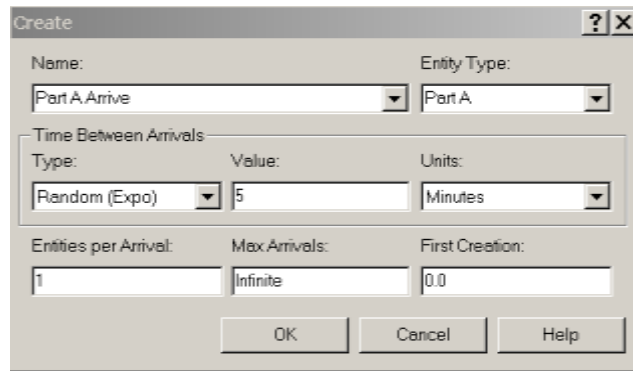 Create ? X
Name: Entity Type:
Part A Arrive Part A
Time Between Arrivals
Type: Value: Units:
Random (Expo) 5 Minutes
Entities per Arrival: Max Arrivals: First Creation:
1 Infinite 0.0
OK Cancel Help